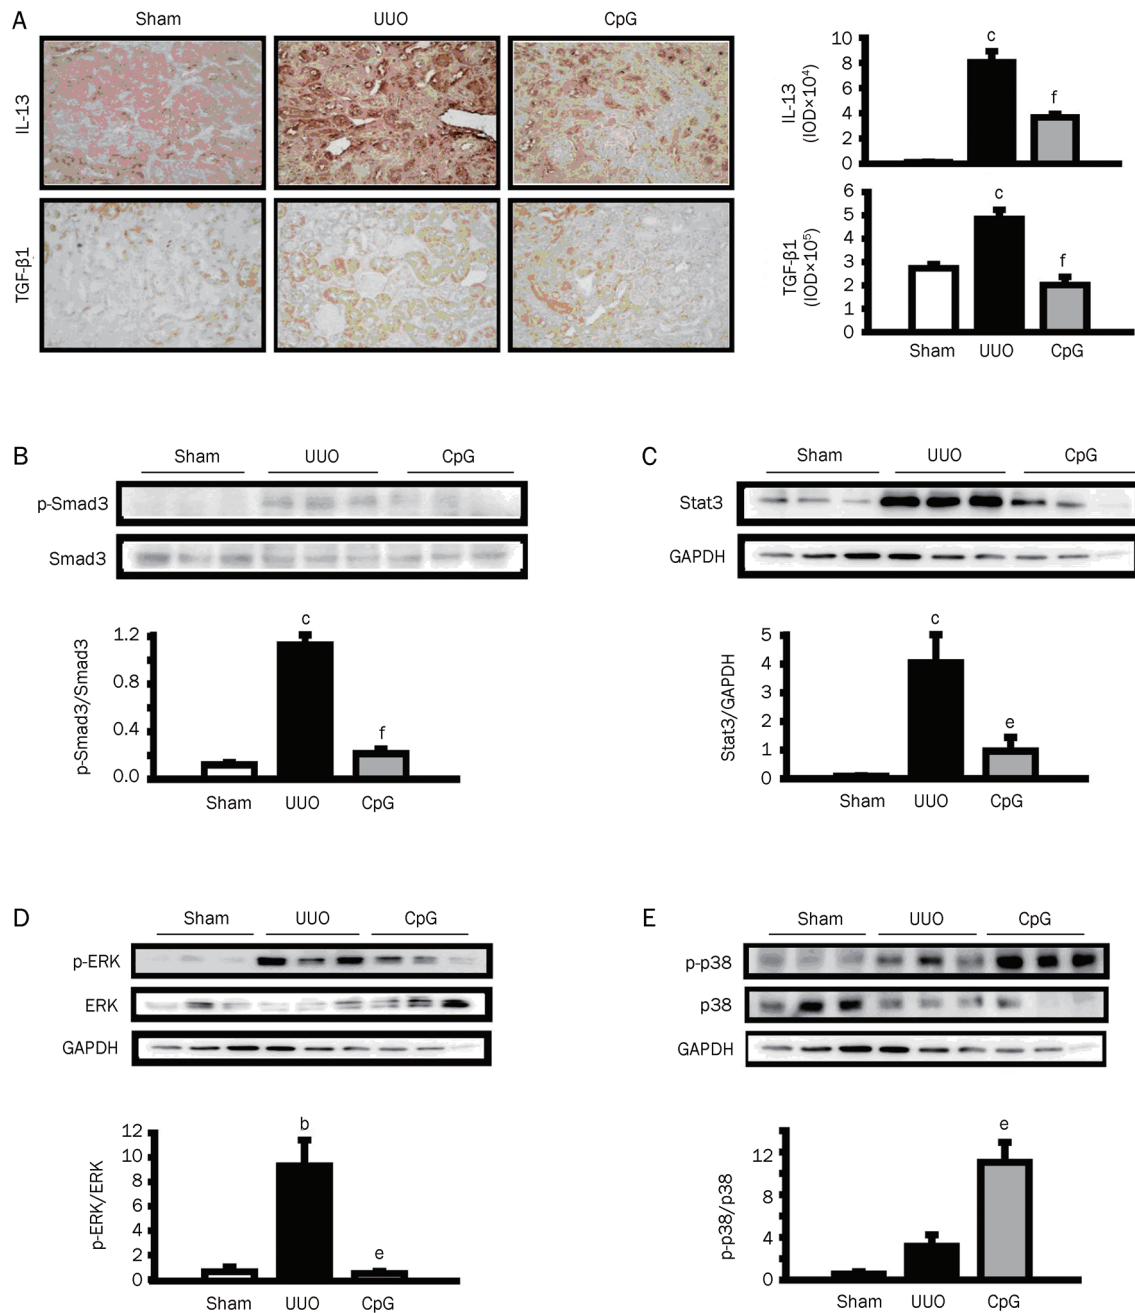 A
Sham UUO CpG
IL-13
TGF-β1
IL-13
(IOD×10⁴)
10
8
6
4
2
0
c
f
TGF-β1
(IOD×10⁵)
6
5
4
3
2
1
0
c
f
Sham UUO CpG
B
Sham UUO CpG
p-Smad3
Smad3
p-Smad3/Smad3
1.2
0.8
0.4
0.0
c
f
Sham UUO CpG
C
Sham UUO CpG
Stat3
GAPDH
Stat3/GAPDH
5
4
3
2
1
0
c
e
Sham UUO CpG
D
Sham UUO CpG
p-ERK
ERK
GAPDH
p-ERK/ERK
12
10
8
6
4
2
0
b
e
Sham UUO CpG
E
Sham UUO CpG
p-p38
p38
GAPDH
p-p38/p38
12
8
4
0
e
Sham UUO CpG